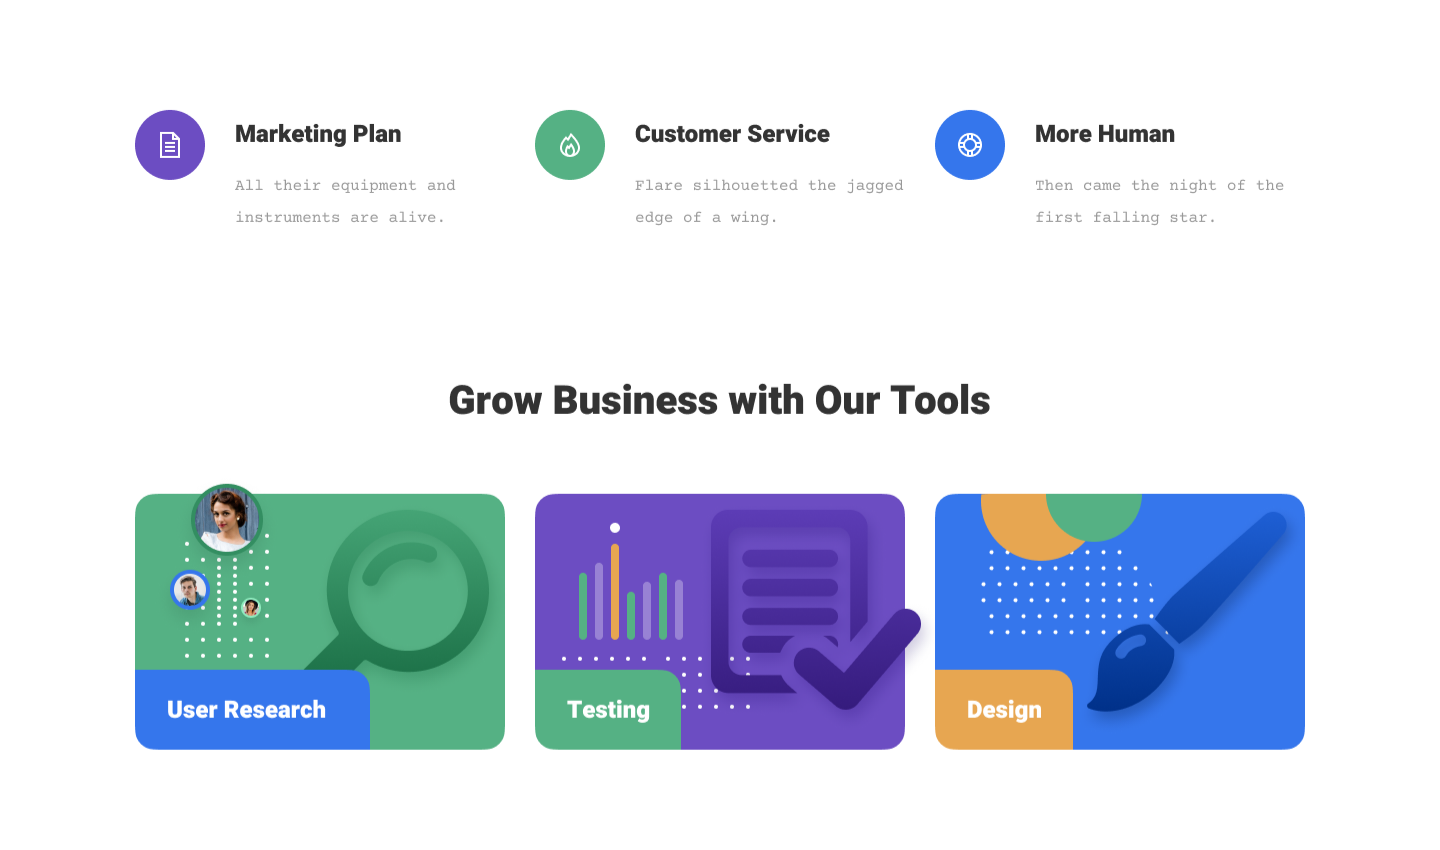 Marketing Plan
All their equipment and
instruments are alive.
Customer Service
Flare silhouetted the jagged
edge of a wing.
More Human
Then came the night of the
first falling star.
Grow Business with Our Tools
User Research
Testing
Design